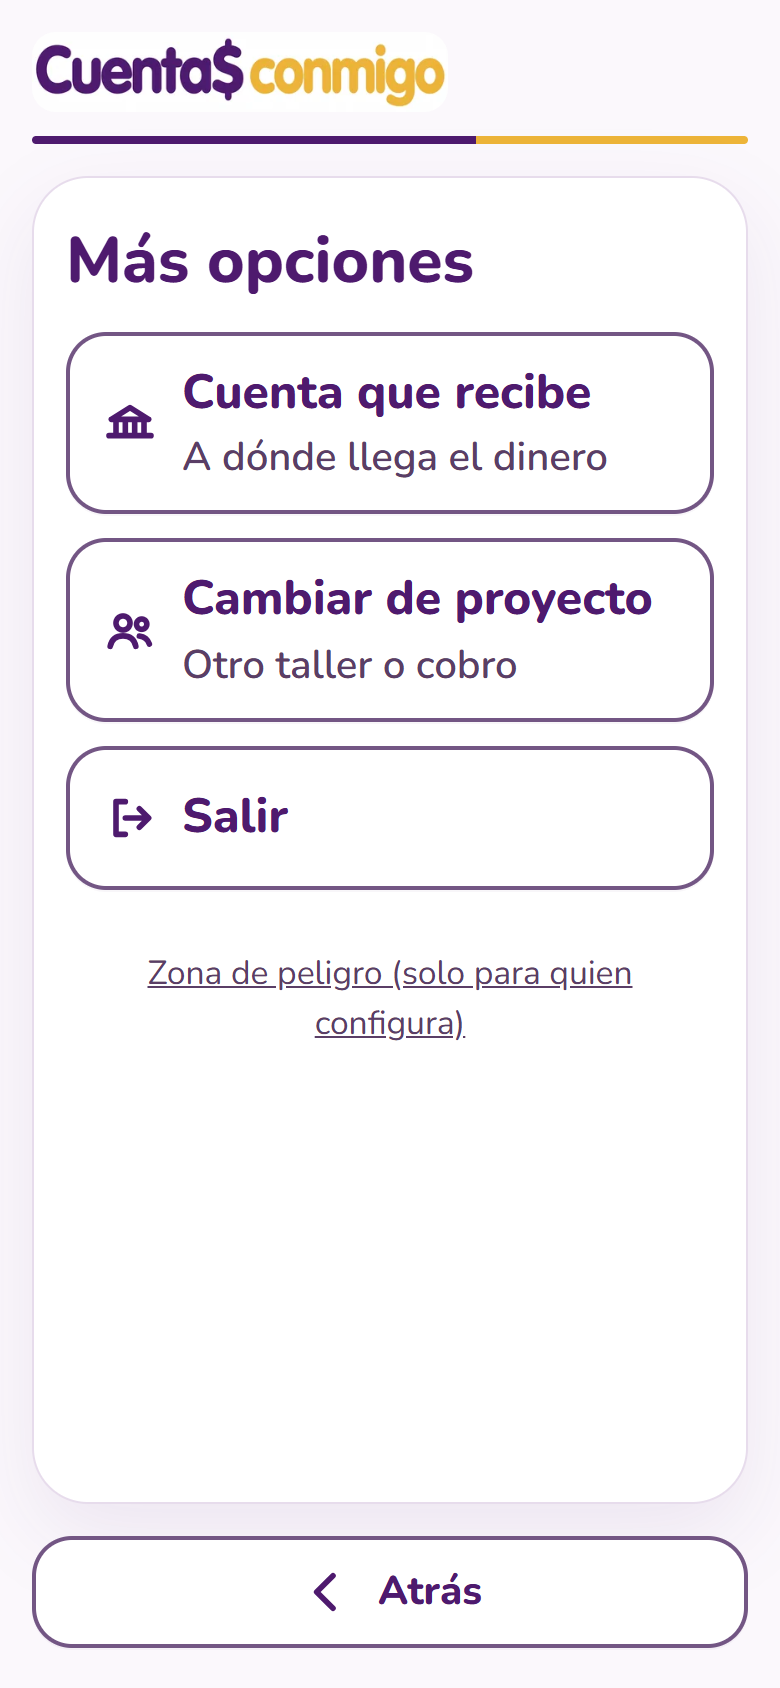 Cuenta$ conmigo
Más opciones
Cuenta que recibe
A dónde llega el dinero
Cambiar de proyecto
Otro taller o cobro
Salir
Zona de peligro (solo para quien
configura)
Atrás